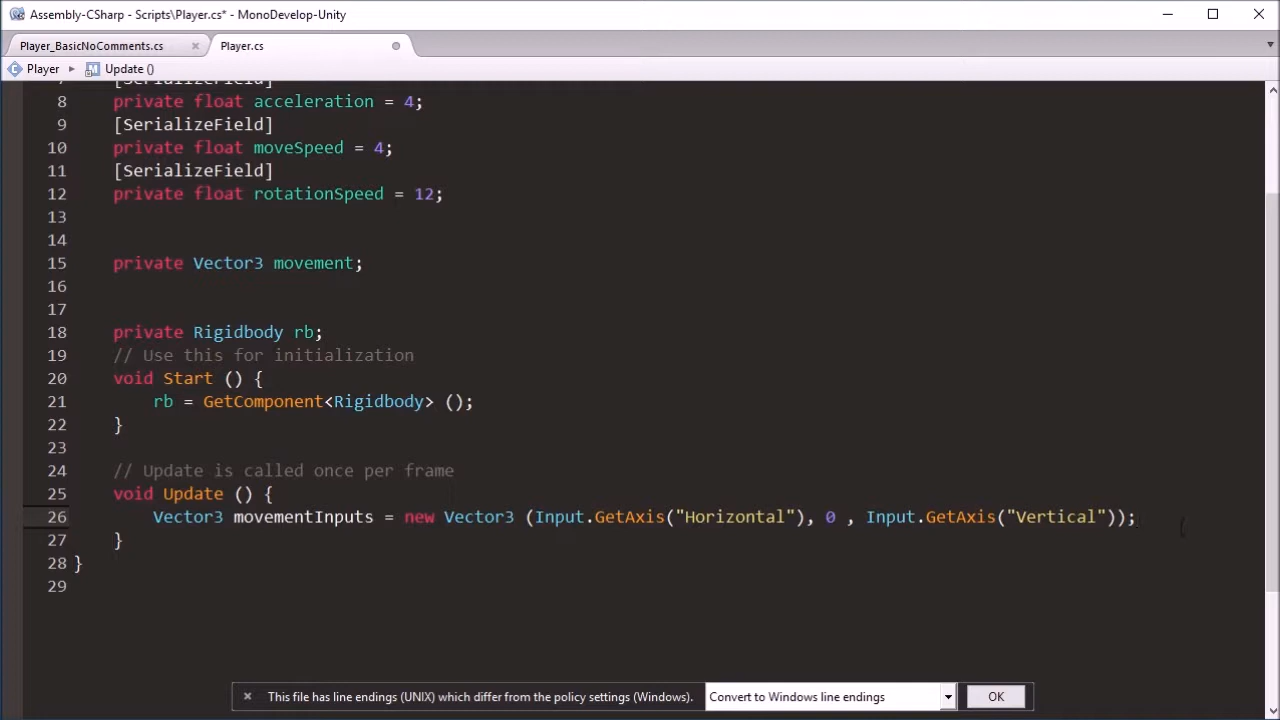 Assembly-CSharp - Scripts\Player.cs* - MonoDevelop-Unity
Player_BasicNoComments.cs × Player.cs
Player ▸ Update ()
7 [SerializeField]
8 private float acceleration = 4;
9 [SerializeField]
10 private float moveSpeed = 4;
11 [SerializeField]
12 private float rotationSpeed = 12;
13
14
15 private Vector3 movement;
16
17
18 private Rigidbody rb;
19 // Use this for initialization
20 void Start () {
21 rb = GetComponent<Rigidbody> ();
22 }
23
24 // Update is called once per frame
25 void Update () {
26 Vector3 movementInputs = new Vector3 (Input.GetAxis("Horizontal"), 0 , Input.GetAxis("Vertical"));
27 }
28 }
29
× This file has line endings (UNIX) which differ from the policy settings (Windows). Convert to Windows line endings OK